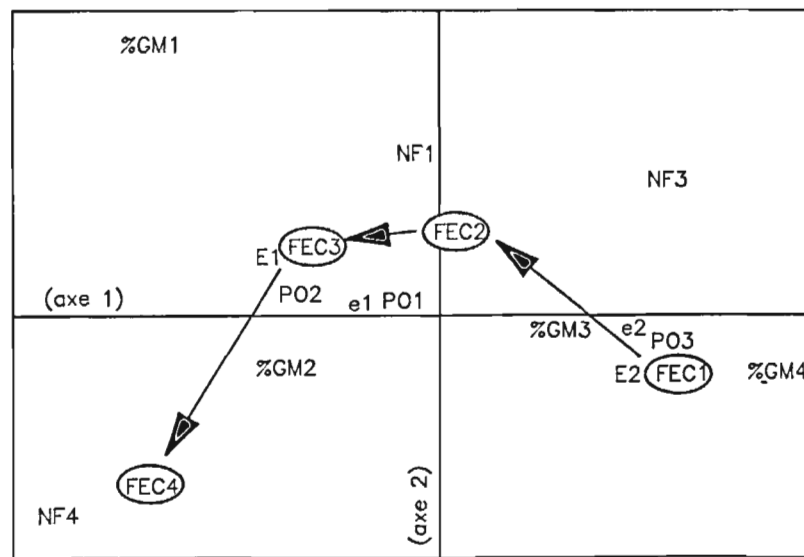 %GM1
NF1
NF3
FEC2
E1 FEC3
PO2
(axe 1)
e1 PO1
%GM3
e2
PO3
%GM2
E2 FEC1
%GM4
FEC4
NF4
(axe 2)